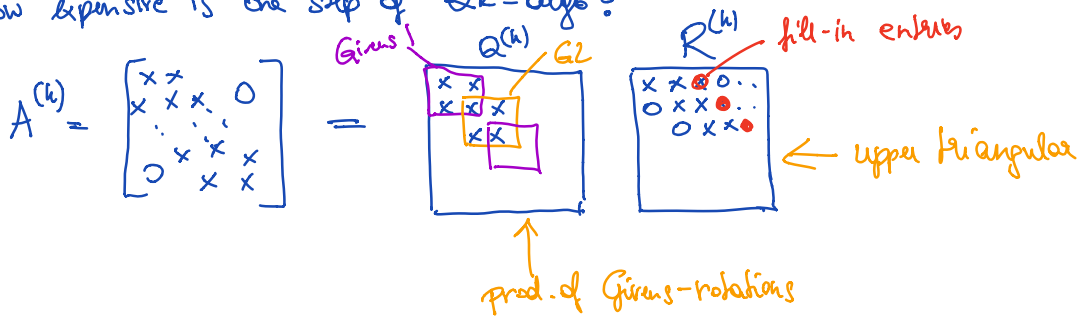 how expensive is one step of QR-algo?
Givens 1
Q^(k)
G2
R^(k)
fill-in entries
A^(k) = [ x x
x x x O
. . .
x x x
O x x ] =
x x
x x x
x x
x x x O . .
O x x . .
O x x
← upper triangular
prod. of Givens-rotations